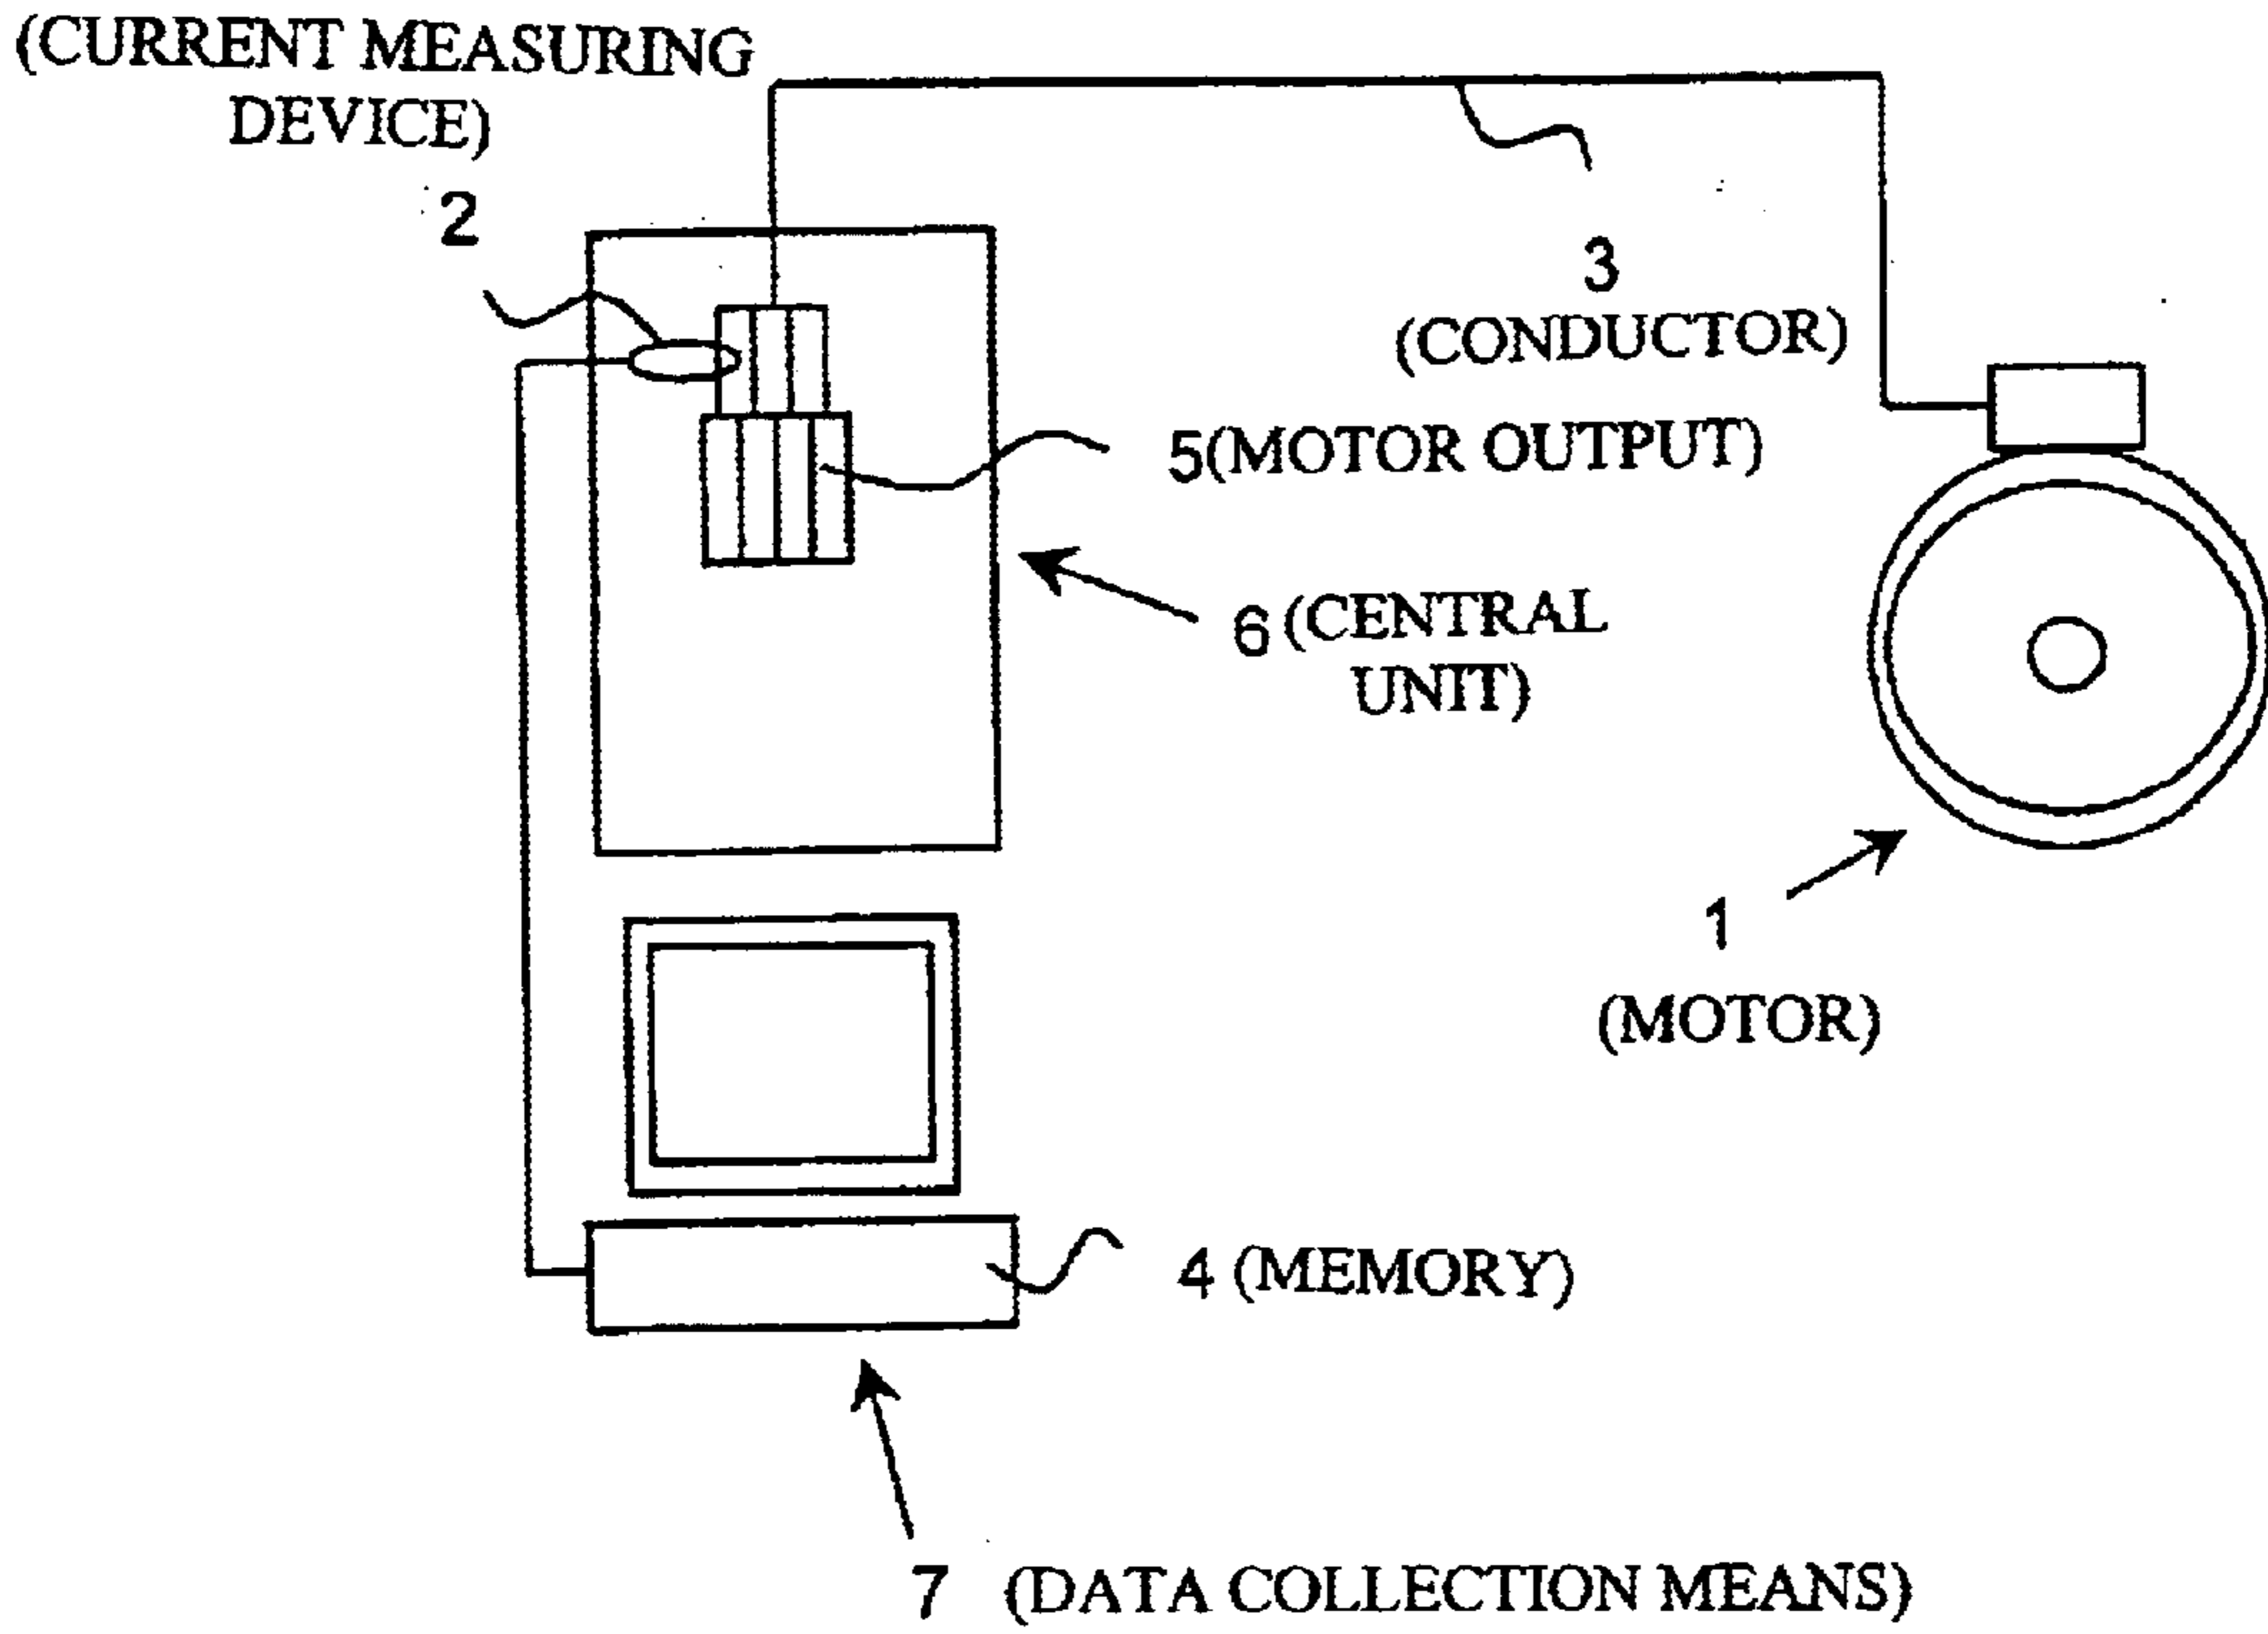 (CURRENT MEASURING
DEVICE)
2
3
(CONDUCTOR)
5(MOTOR OUTPUT)
6 (CENTRAL
UNIT)
1
(MOTOR)
4 (MEMORY)
7 (DATA COLLECTION MEANS)